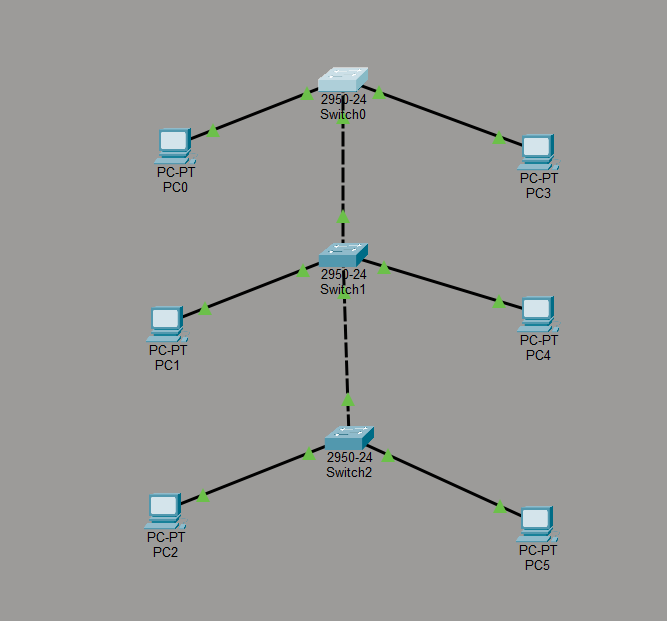 2950-24
Switch0
PC-PT
PC0
PC-PT
PC3
2950-24
Switch1
PC-PT
PC1
PC-PT
PC4
2950-24
Switch2
PC-PT
PC2
PC-PT
PC5